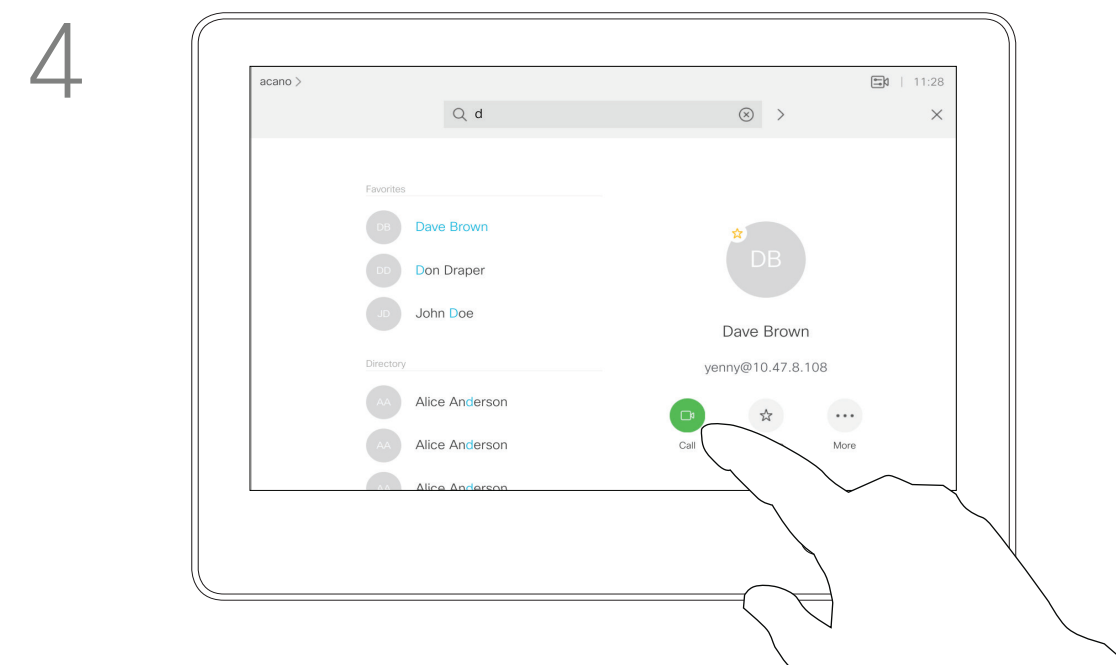 4
acano >
11:28
d
Favorites
DB Dave Brown
DD Don Draper
JD John Doe
Directory
AA Alice Anderson
AA Alice Anderson
AA Alice Anderson
DB
Dave Brown
yenny@10.47.8.108
Call
More